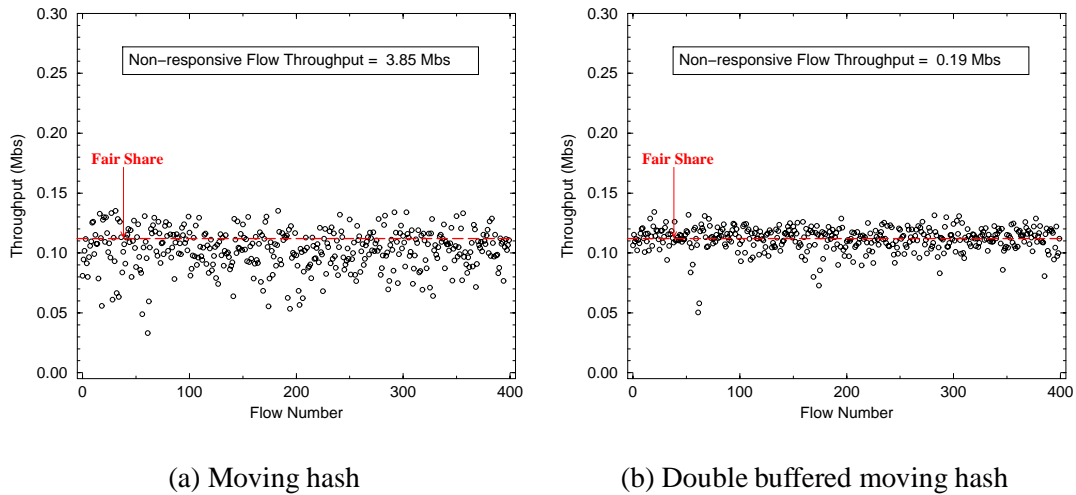 0.30
0.25
0.20
0.15
0.10
0.05
0.00
Throughput (Mbs)
Non-responsive Flow Throughput = 3.85 Mbs
Fair Share
0 100 200 300 400
Flow Number
(a) Moving hash
0.30
0.25
0.20
0.15
0.10
0.05
0.00
Throughput (Mbs)
Non-responsive Flow Throughput = 0.19 Mbs
Fair Share
0 100 200 300 400
Flow Number
(b) Double buffered moving hash